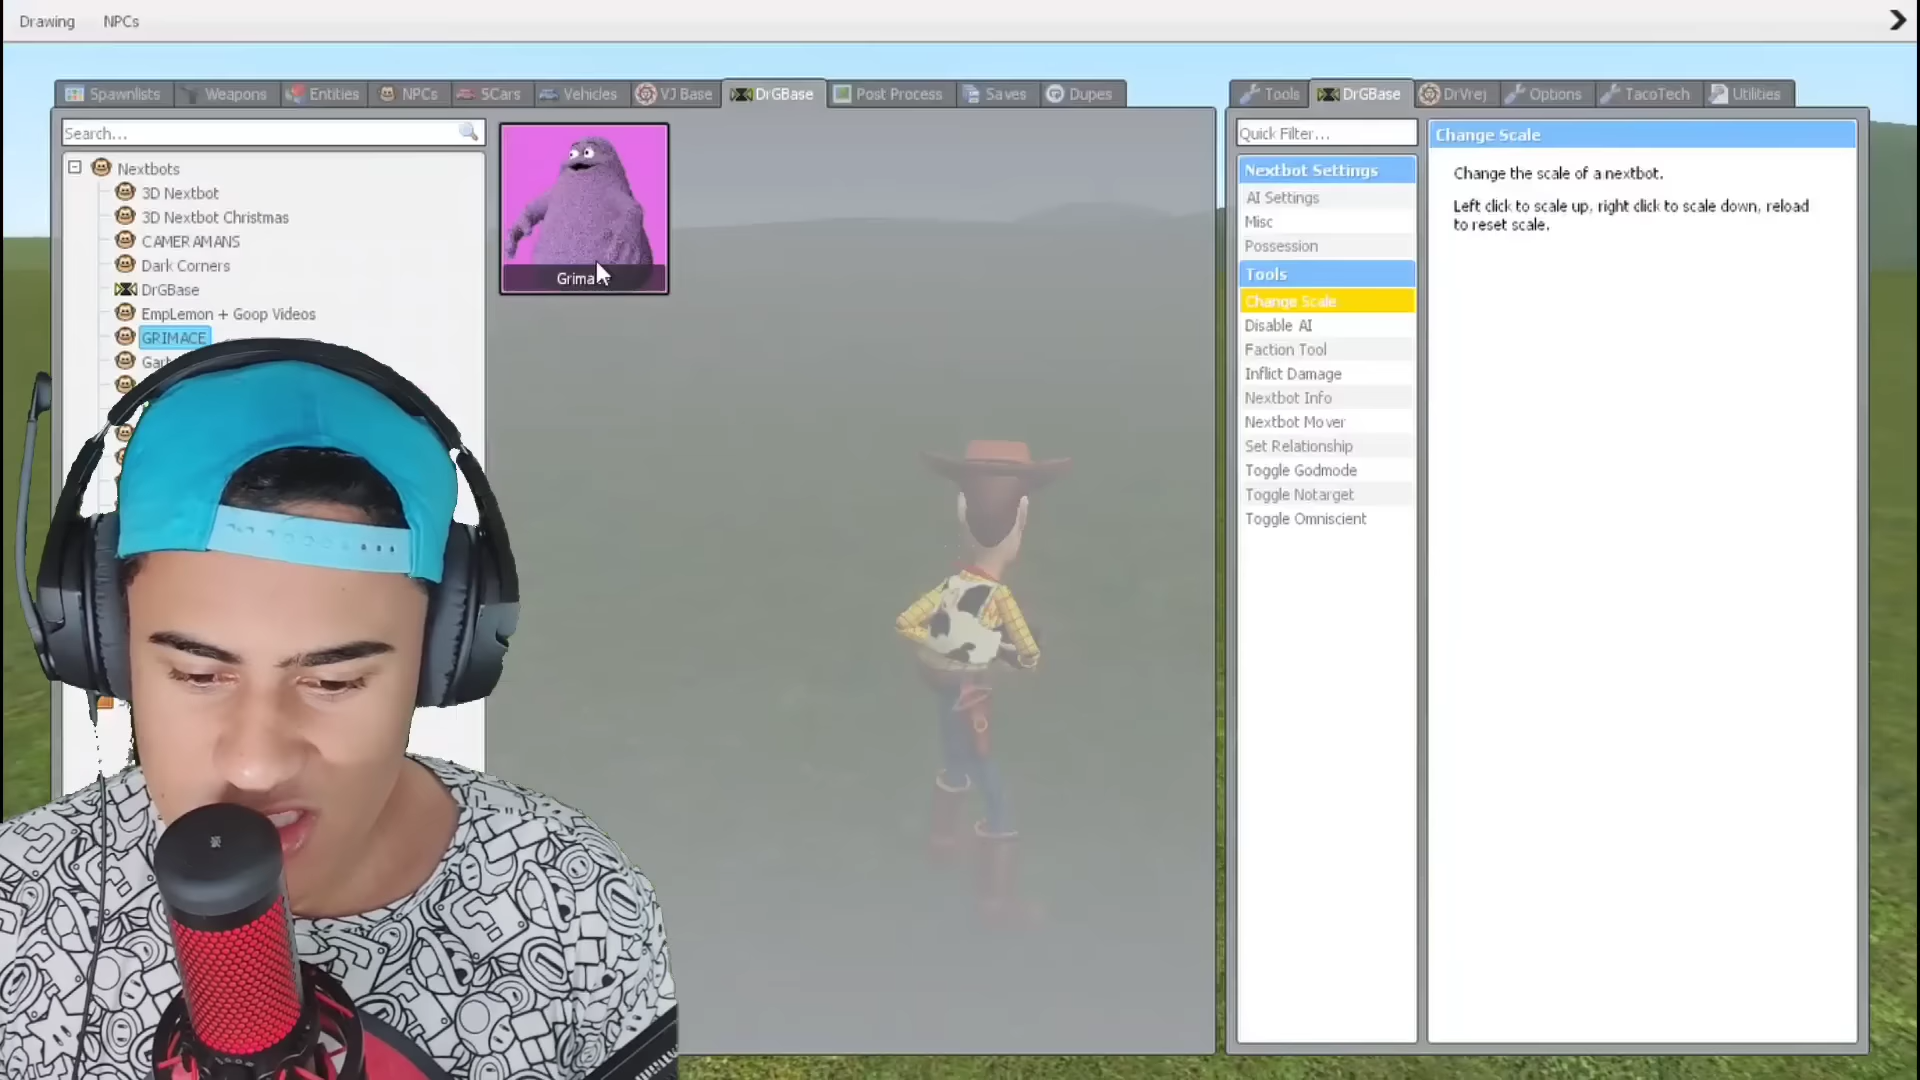 Drawing NPCs
Spawnlists Weapons Entities NPCs SCars Vehicles VJ Base DrGBase Post Process Saves Dupes
Search...
Nextbots
3D Nextbot
3D Nextbot Christmas
CAMERAMANS
Dark Corners
DrGBase
EmpLemon + Goop Videos
GRIMACE
Grima
Tools DrGBase DrVrej Options TacoTech Utilities
Quick Filter...
Nextbot Settings
AI Settings
Misc
Possession
Tools
Change Scale
Disable AI
Faction Tool
Inflict Damage
Nextbot Info
Nextbot Mover
Set Relationship
Toggle Godmode
Toggle Notarget
Toggle Omniscient
Change Scale
Change the scale of a nextbot.
Left click to scale up, right click to scale down, reload
to reset scale.